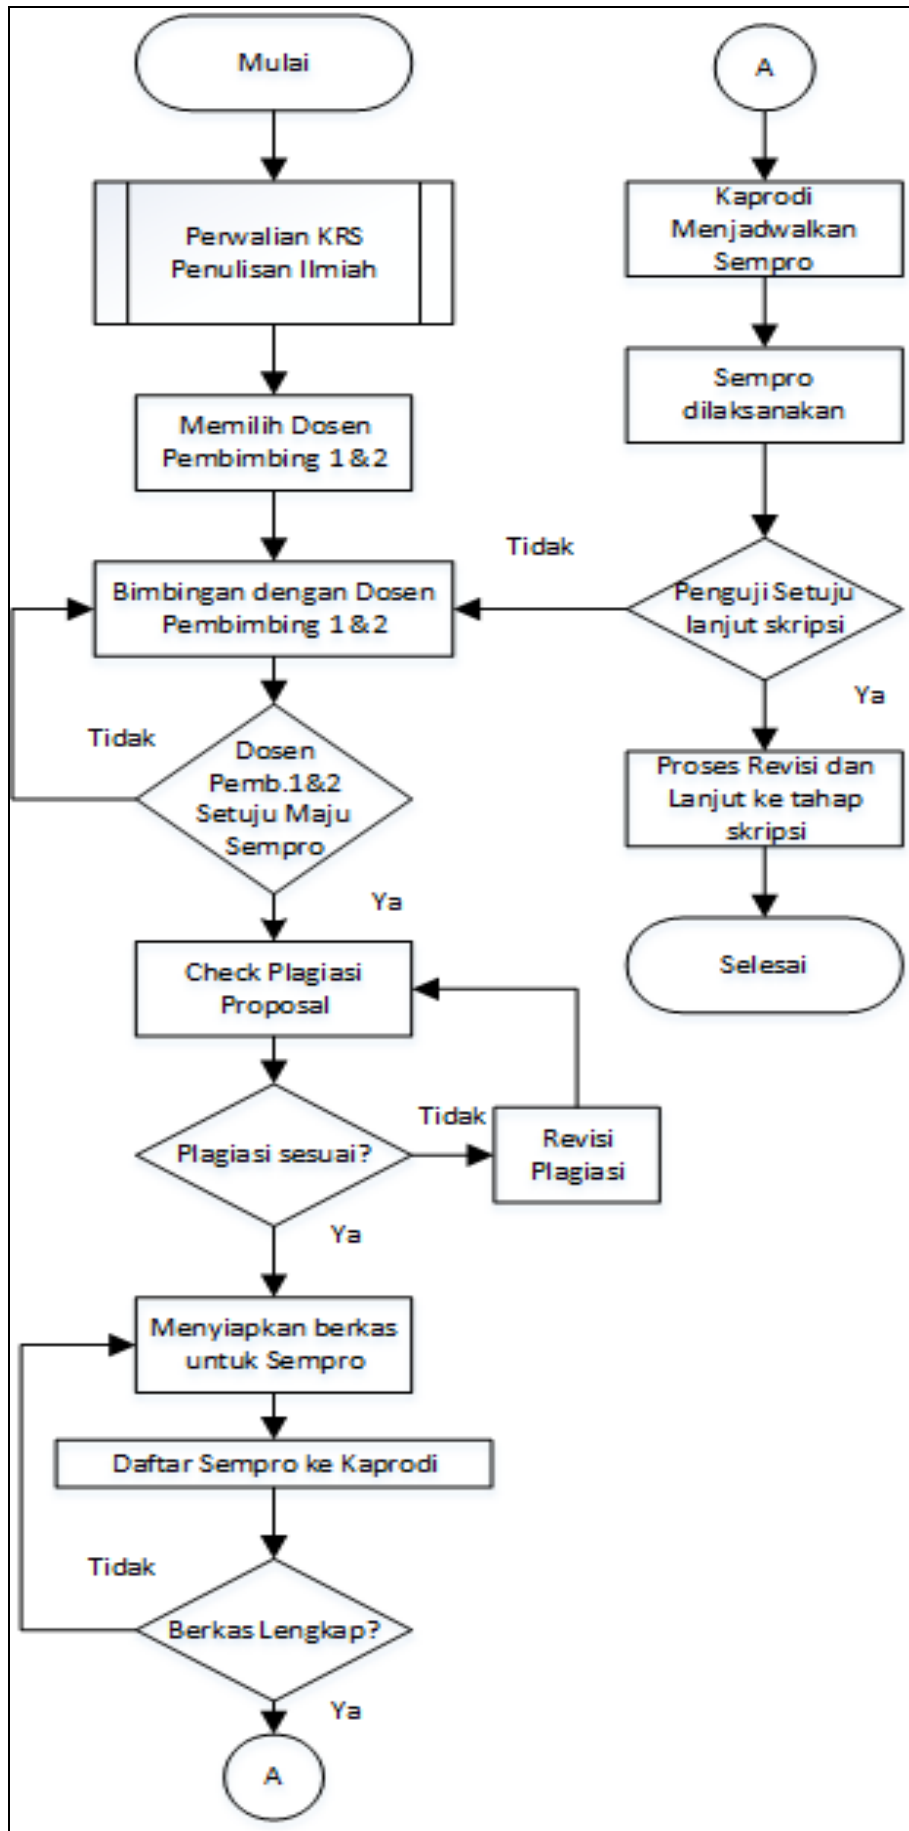 Mulai
Perwalian KRS
Penulisan Ilmiah
Memilih Dosen
Pembimbing 1&2
Bimbingan dengan Dosen
Pembimbing 1&2
Tidak
Dosen
Pemb.1&2
Setuju Maju
Sempro
Ya
Check Plagiasi
Proposal
Plagiasi sesuai?
Tidak
Revisi
Plagiasi
Ya
Menyiapkan berkas
untuk Sempro
Daftar Sempro ke Kaprodi
Tidak
Berkas Lengkap?
Ya
A
A
Kaprodi
Menjadwalkan
Sempro
Sempro
dilaksanakan
Tidak
Penguji Setuju
lanjut skripsi
Ya
Proses Revisi dan
Lanjut ke tahap
skripsi
Selesai